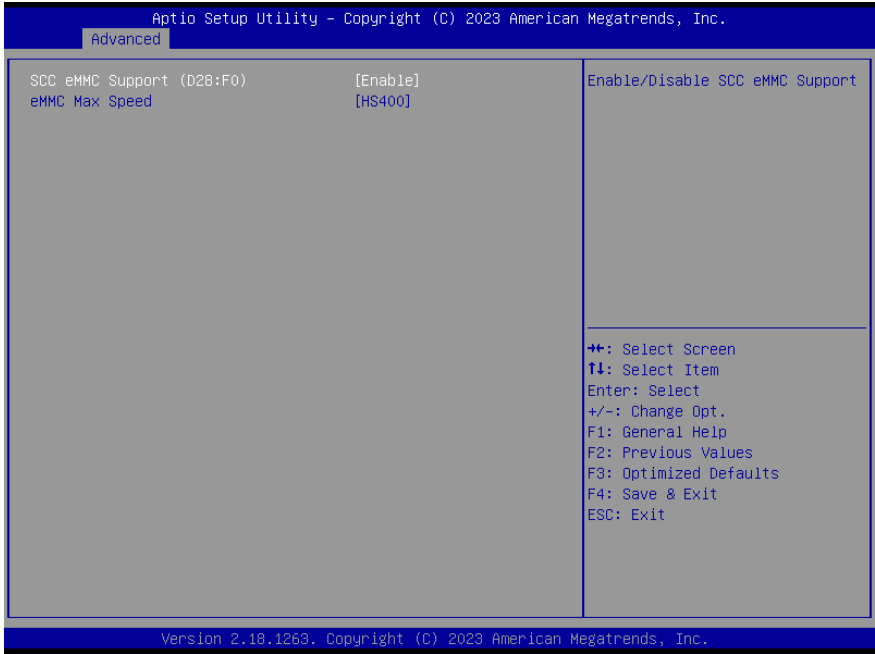 Aptio Setup Utility – Copyright (C) 2023 American Megatrends, Inc.
Advanced
SCC eMMC Support (D28:F0) [Enable]
eMMC Max Speed [HS400]
Enable/Disable SCC eMMC Support
→←: Select Screen
↑↓: Select Item
Enter: Select
+/-: Change Opt.
F1: General Help
F2: Previous Values
F3: Optimized Defaults
F4: Save & Exit
ESC: Exit
Version 2.18.1263. Copyright (C) 2023 American Megatrends, Inc.